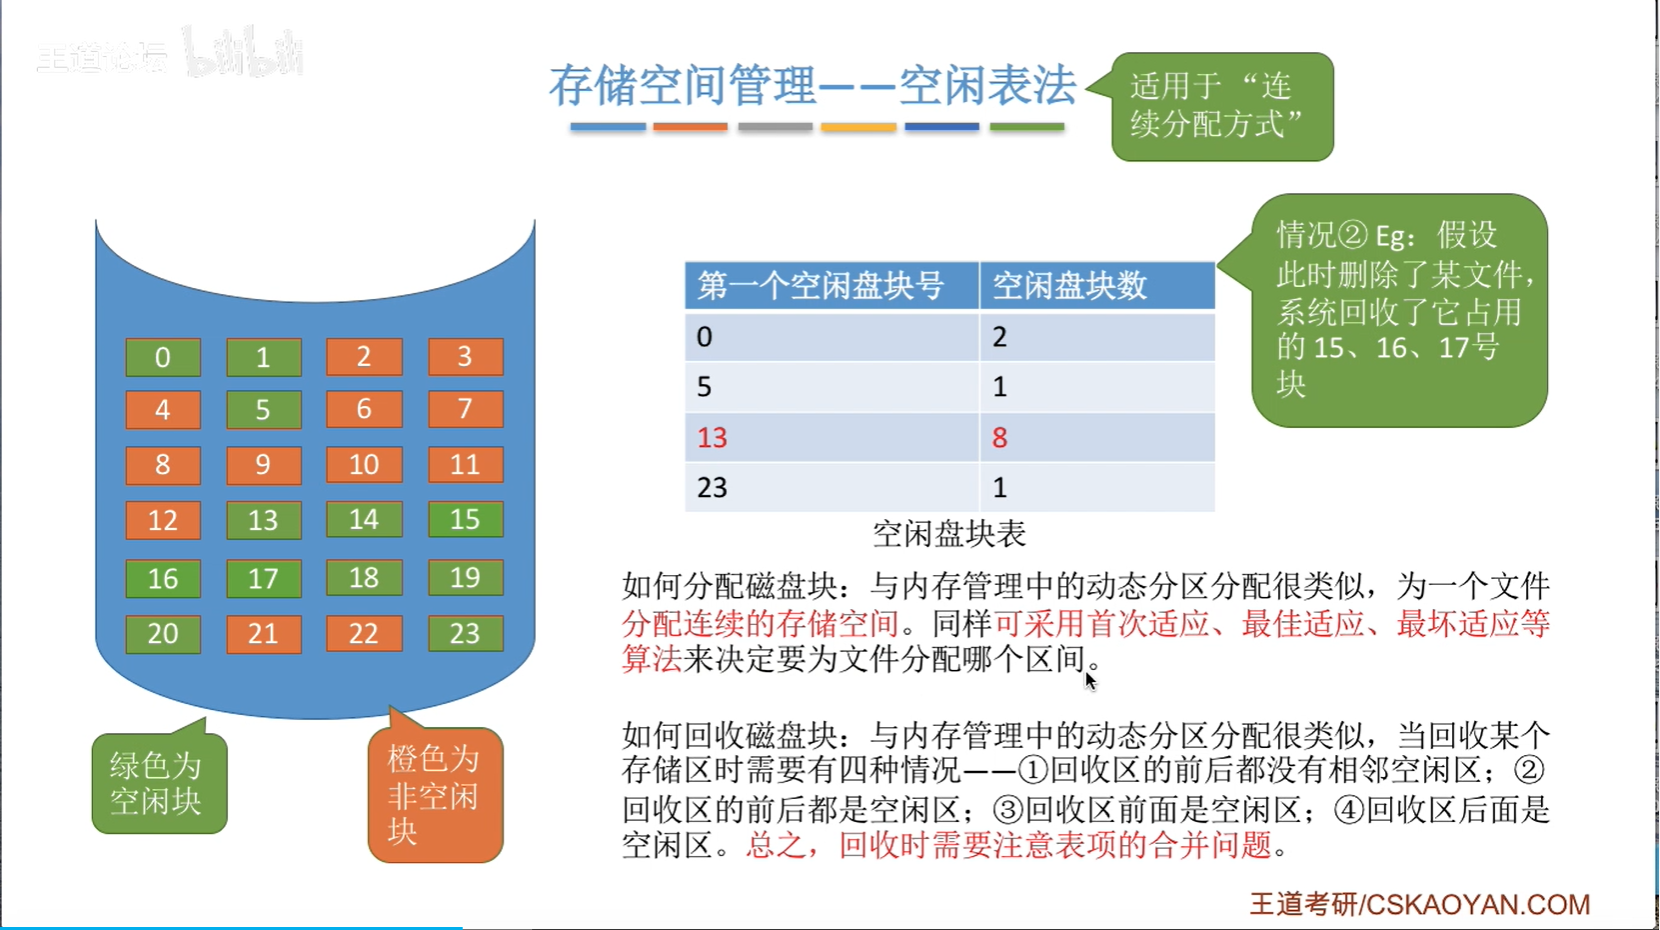 王道论坛 bilibili
存储空间管理——空闲表法
适用于“连
续分配方式”
情况② Eg：假设
此时删除了某文件，
系统回收了它占用
的 15、16、17号
块
第一个空闲盘块号 空闲盘块数
0 2
5 1
13 8
23 1
空闲盘块表
0 1 2 3
4 5 6 7
8 9 10 11
12 13 14 15
16 17 18 19
20 21 22 23
绿色为
空闲块
橙色为
非空闲
块
如何分配磁盘块：与内存管理中的动态分区分配很类似，为一个文件
分配连续的存储空间。同样可采用首次适应、最佳适应、最坏适应等
算法来决定要为文件分配哪个区间。
如何回收磁盘块：与内存管理中的动态分区分配很类似，当回收某个
存储区时需要有四种情况——①回收区的前后都没有相邻空闲区；②
回收区的前后都是空闲区；③回收区前面是空闲区；④回收区后面是
空闲区。总之，回收时需要注意表项的合并问题。
王道考研/CSKAOYAN.COM